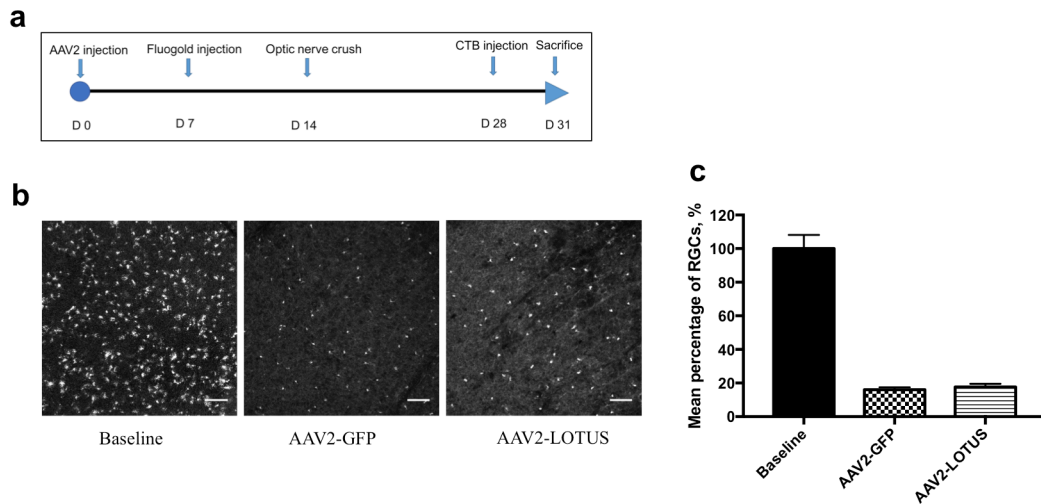 a
AAV2 injection Fluogold injection Optic nerve crush CTB injection Sacrifice
D 0 D 7 D 14 D 28 D 31
b
Baseline AAV2-GFP AAV2-LOTUS
c
Mean percentage of RGCs, %
120
100
80
60
40
20
0
Baseline
AAV2-GFP
AAV2-LOTUS